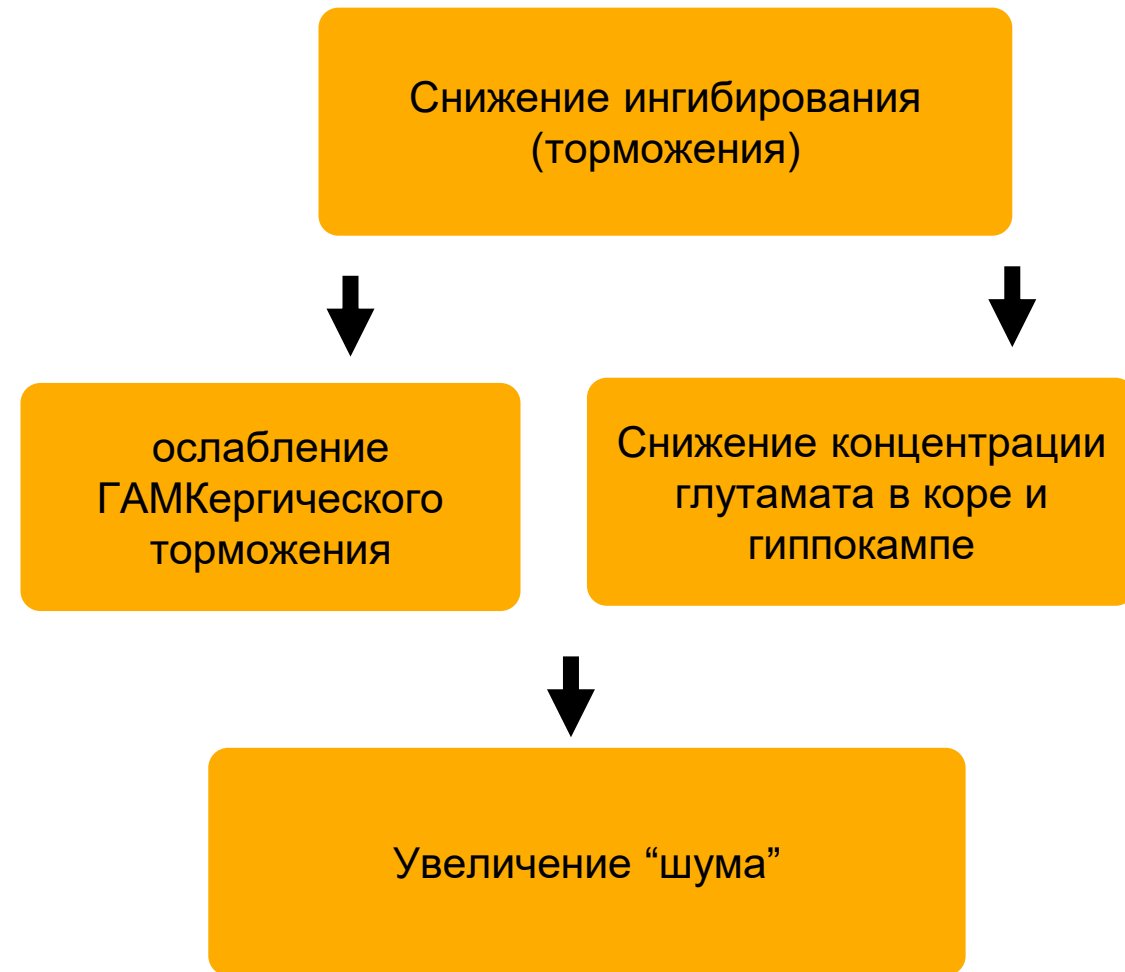 Снижение ингибирования
(торможения)
ослабление
ГАМКергического
торможения
Снижение концентрации
глутамата в коре и
гиппокампе
Увеличение “шума”